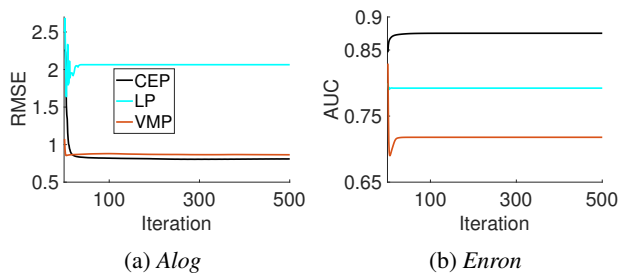 RMSE
2.5
2
1.5
1
0.5
CEP
LP
VMP
100 300 500
Iteration
(a) Alog
AUC
0.9
0.85
0.75
0.65
100 300 500
Iteration
(b) Enron